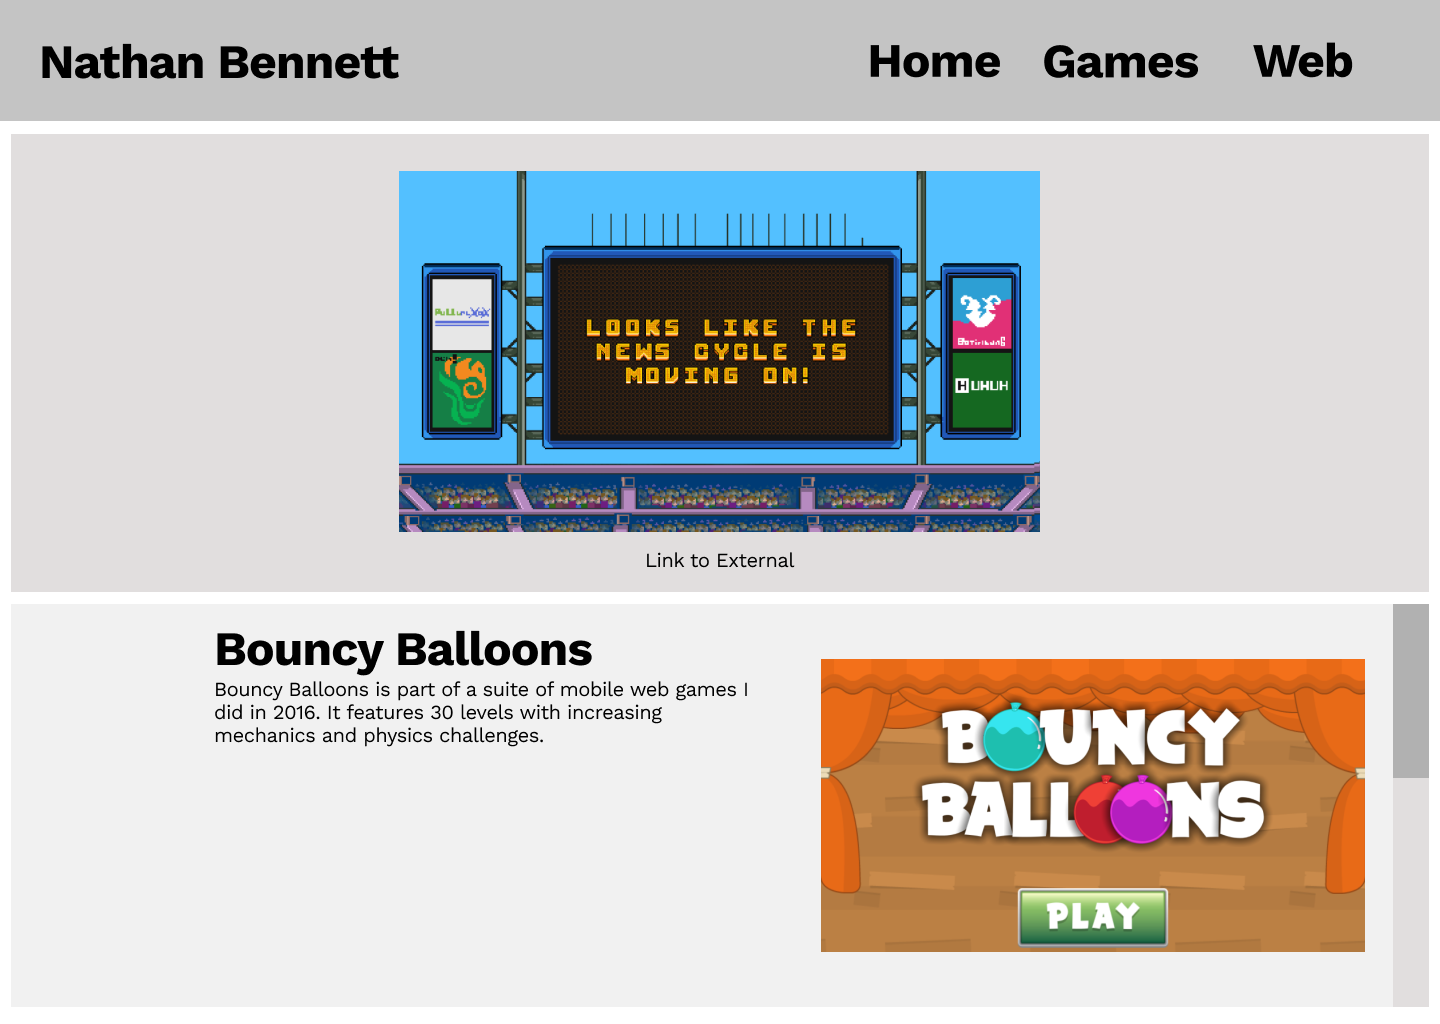 Nathan Bennett
Home Games Web
LOOKS LIKE THE
NEWS CYCLE IS
MOVING ON!
HUHUH
Link to External
Bouncy Balloons
Bouncy Balloons is part of a suite of mobile web games I
did in 2016. It features 30 levels with increasing
mechanics and physics challenges.
BOUNCY
BALLOONS
PLAY